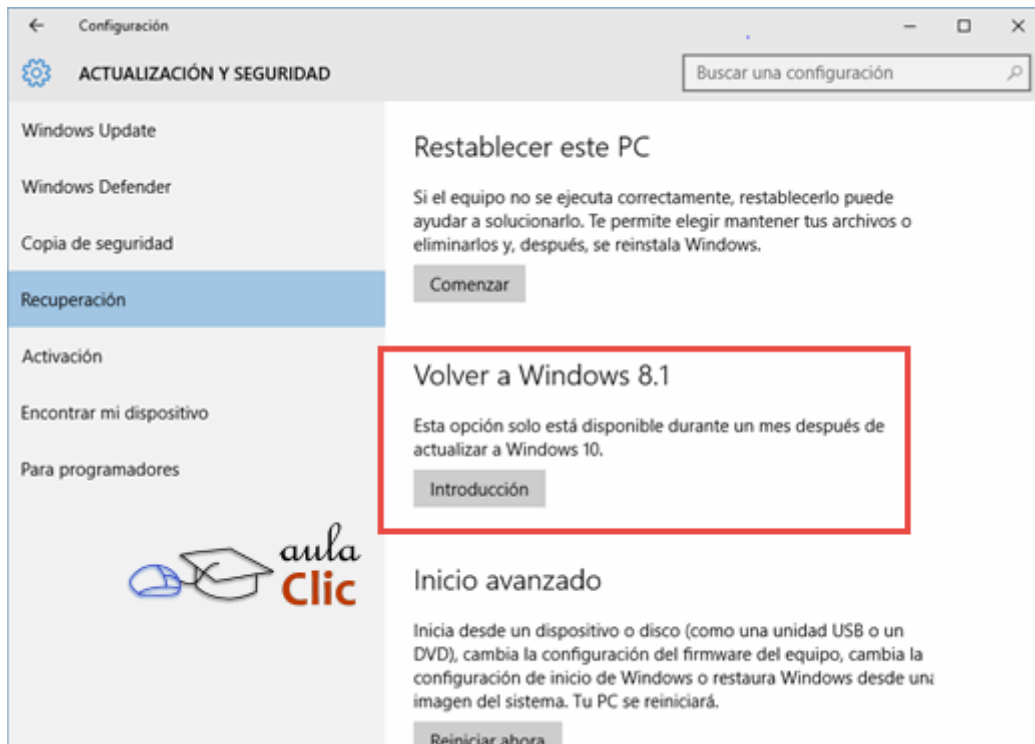 Configuración
ACTUALIZACIÓN Y SEGURIDAD
Buscar una configuración
Windows Update
Windows Defender
Copia de seguridad
Recuperación
Activación
Encontrar mi dispositivo
Para programadores
aula
Clic
Restablecer este PC
Si el equipo no se ejecuta correctamente, restablecerlo puede
ayudar a solucionarlo. Te permite elegir mantener tus archivos o
eliminarlos y, después, se reinstala Windows.
Comenzar
Volver a Windows 8.1
Esta opción solo está disponible durante un mes después de
actualizar a Windows 10.
Introducción
Inicio avanzado
Inicia desde un dispositivo o disco (como una unidad USB o un
DVD), cambia la configuración del firmware del equipo, cambia la
configuración de inicio de Windows o restaura Windows desde una
imagen del sistema. Tu PC se reiniciará.
Reiniciar ahora